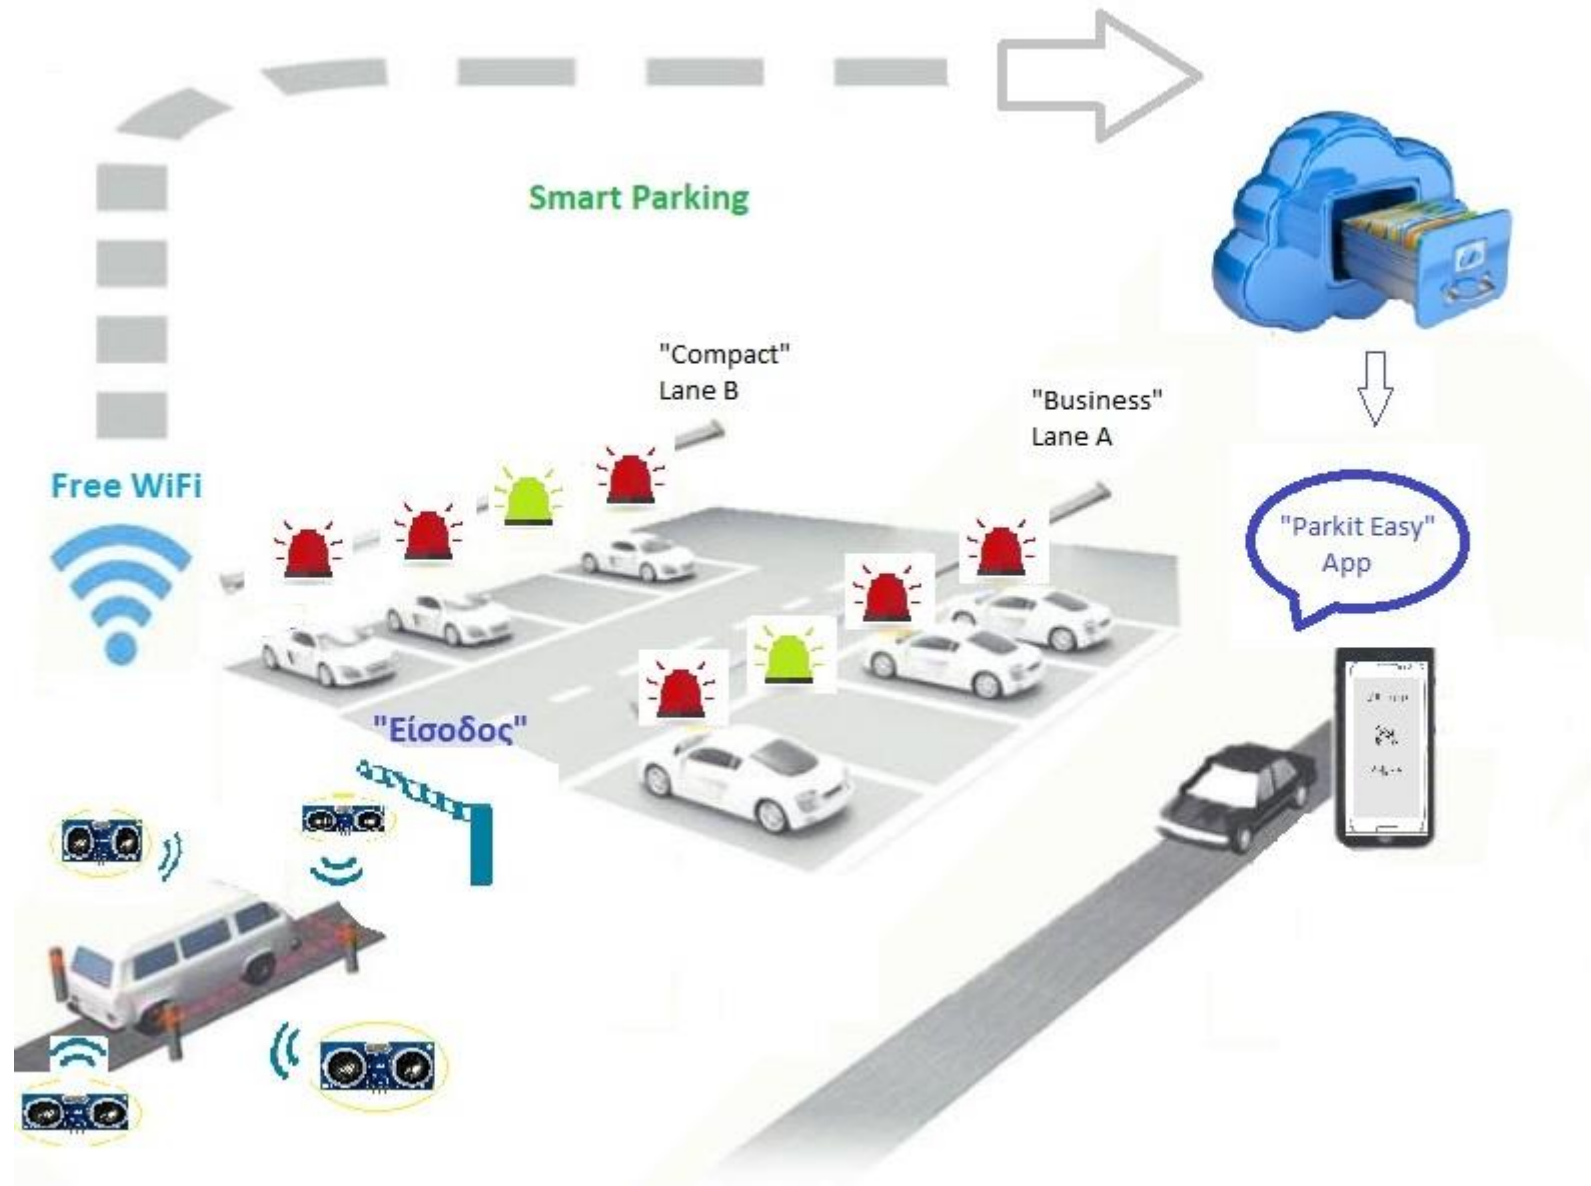 Smart Parking
"Compact"
Lane B
"Business"
Lane A
Free WiFi
"Parkit Easy"
App
"Είσοδος"